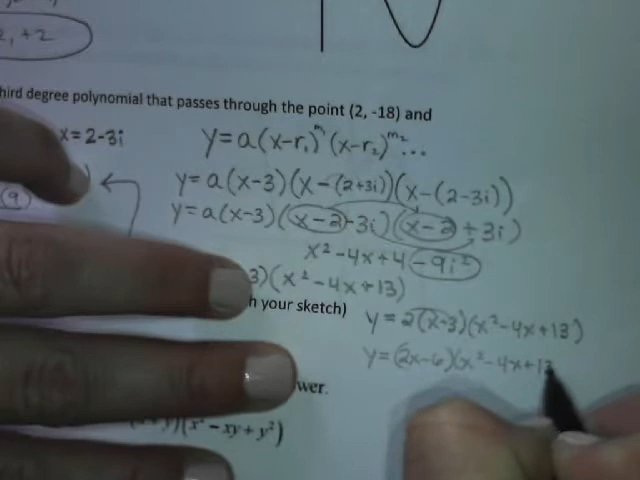 2, +2
hird degree polynomial that passes through the point (2, -18) and
x=2-3i
y=a(x-r₁)^m₁(x-r₂)^m₂...
y=a(x-3)(x-(2+3i))(x-(2-3i))
(9)
y=a(x-3)(x-2-3i)(x-2+3i)
x²-4x+4-9i²
3)(x²-4x+13)
h your sketch)
y=2(x-3)(x²-4x+13)
y=(2x-6)(x²-4x+13
wer.
y)(x²-xy+y²)